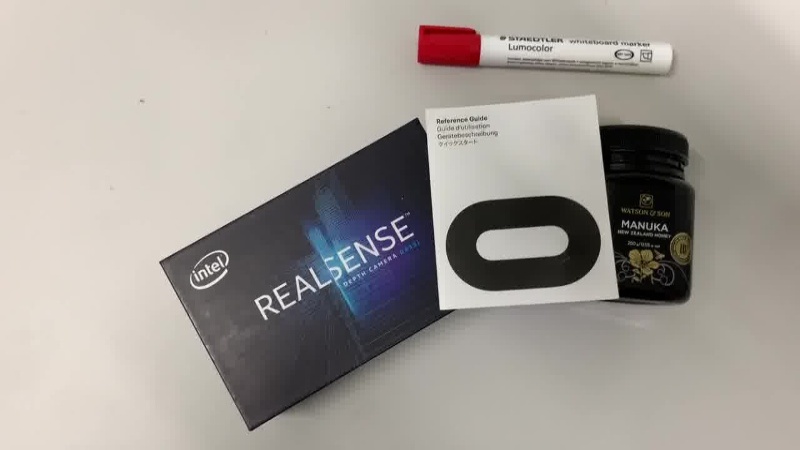 STAEDTLER whiteboard marker
Lumocolor
Reference Guide
Guide d'utilisation
Gerätebeschreibung
クイックスタート
WATSON & SON
MANUKA
NEW ZEALAND HONEY
intel
REALSENSE™
DEPTH CAMERA